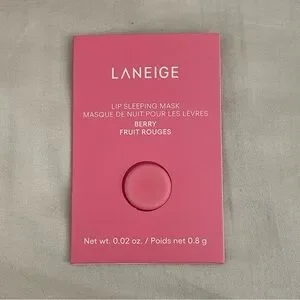 LANEIGE
LIP SLEEPING MASK
MASQUE DE NUIT POUR LES LÈVRES
BERRY
FRUIT ROUGES
Net wt. 0.02 oz. / Poids net 0.8 g